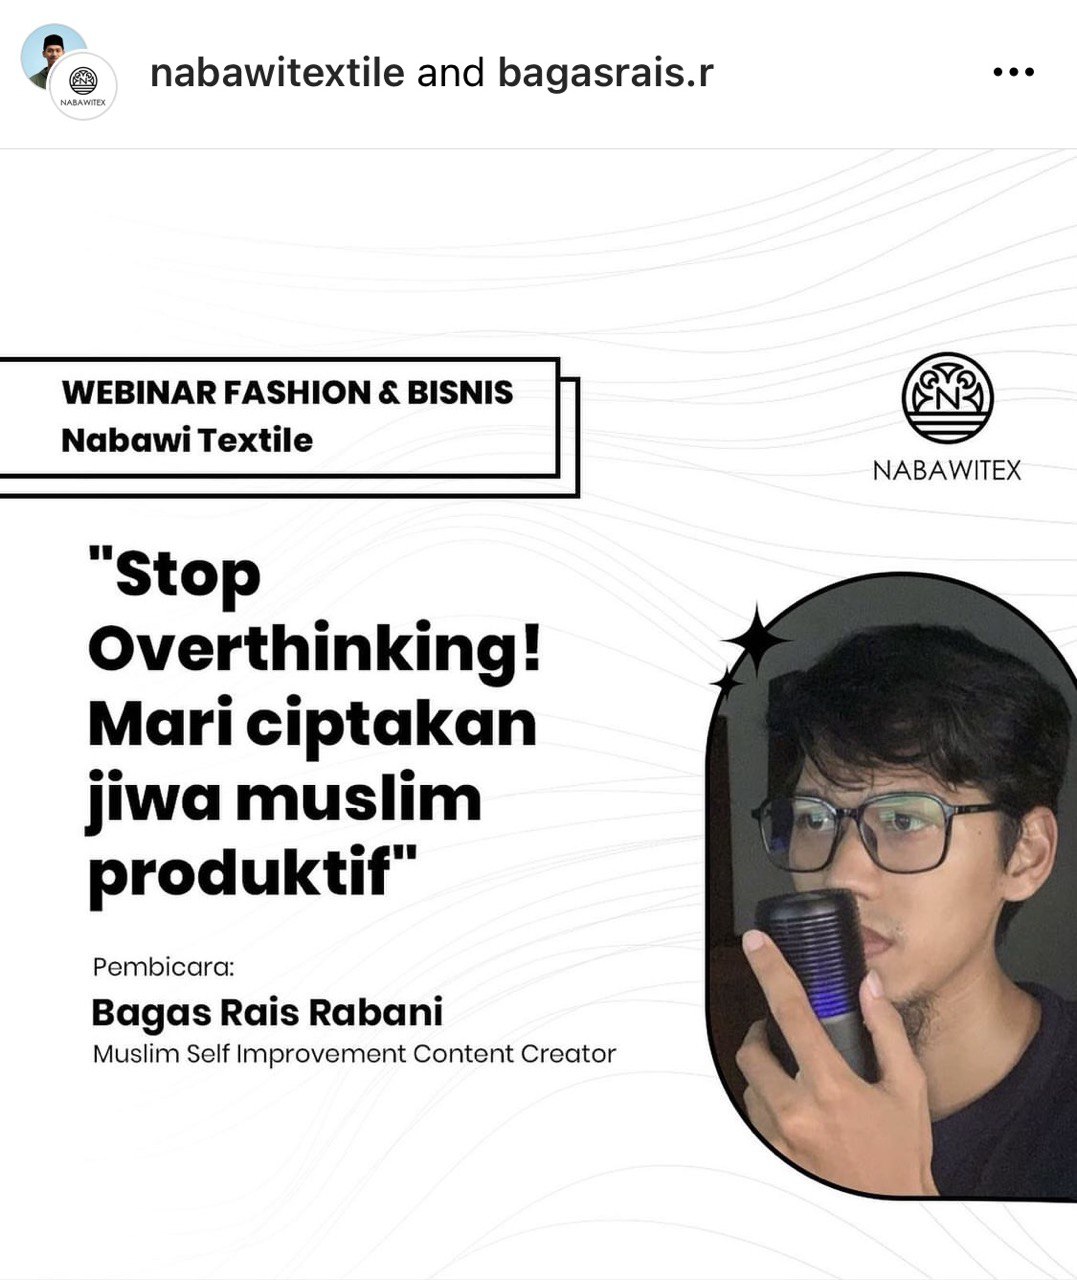 nabawitextile and bagasrais.r
NABAWITEX
WEBINAR FASHION & BISNIS
Nabawi Textile
N
NABAWITEX
"Stop
Overthinking!
Mari ciptakan
jiwa muslim
produktif"
Pembicara:
Bagas Rais Rabani
Muslim Self Improvement Content Creator